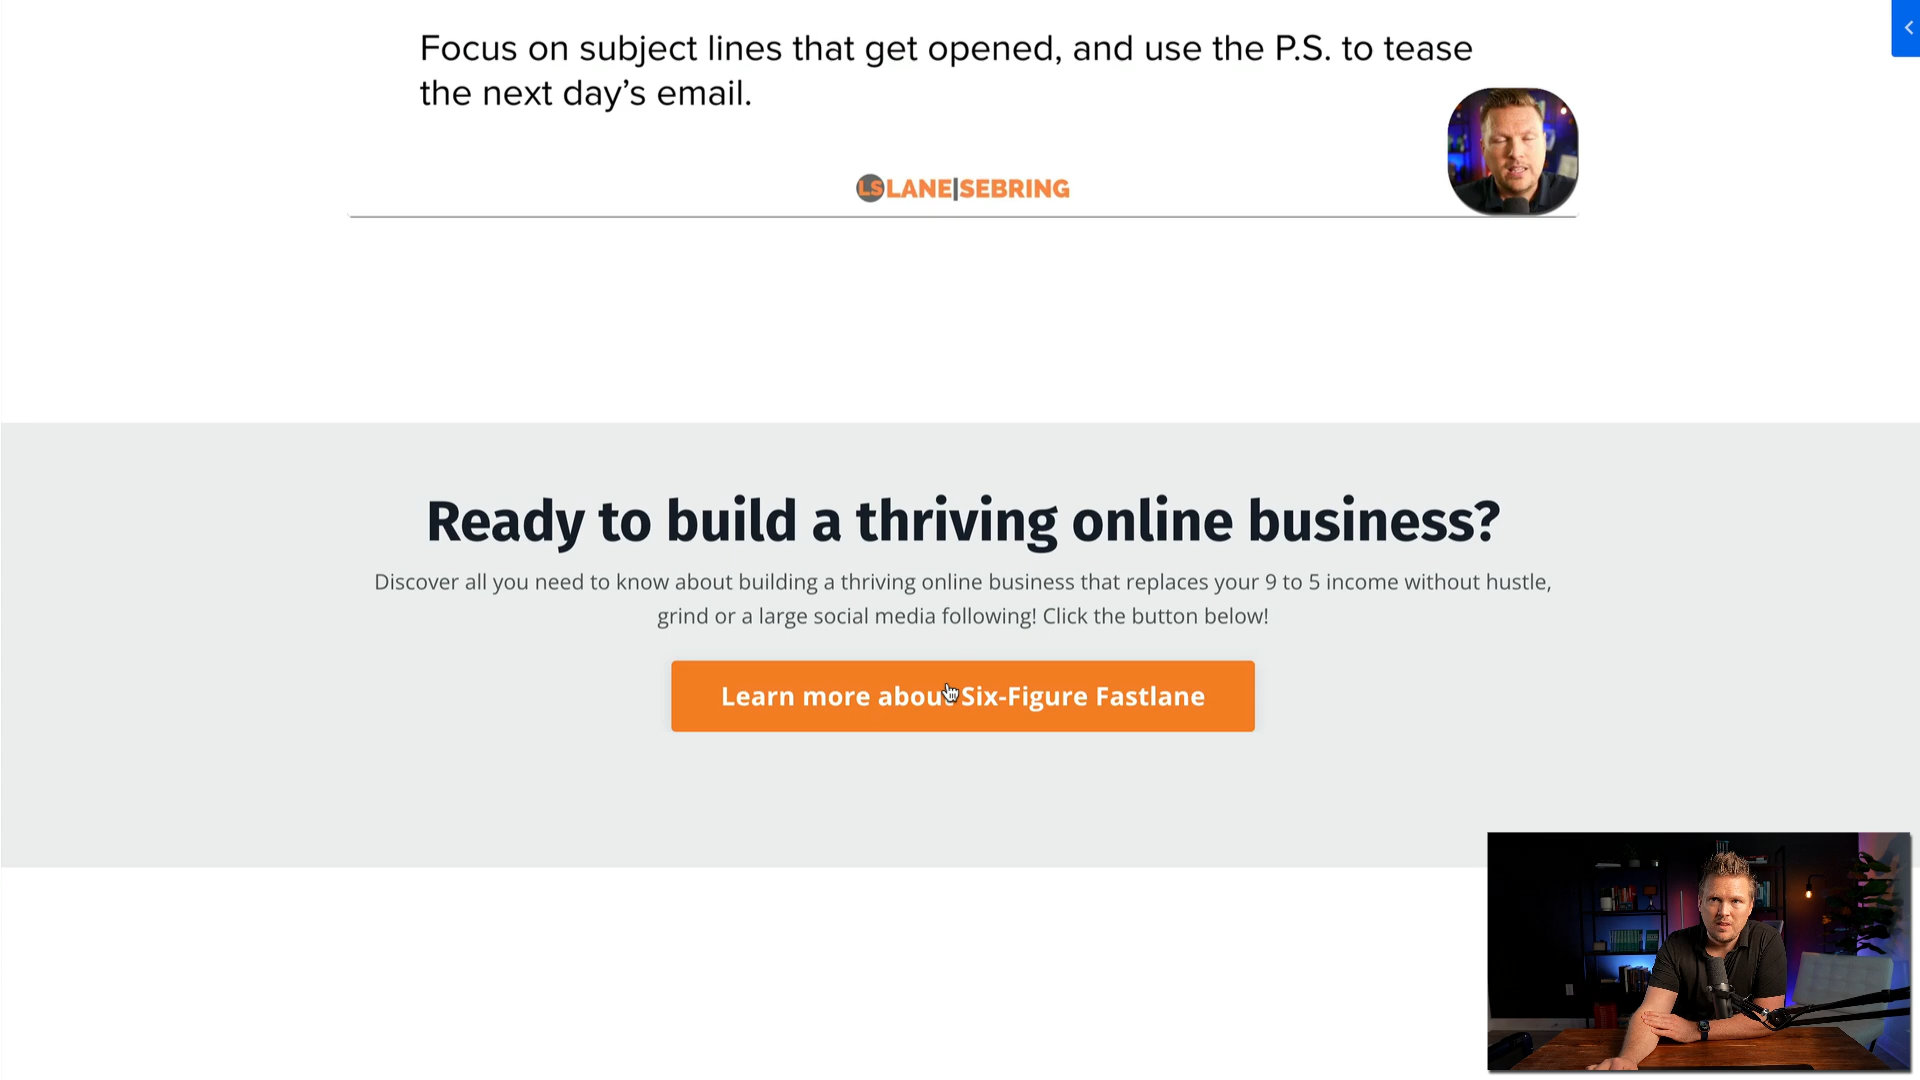 Focus on subject lines that get opened, and use the P.S. to tease
the next day’s email.
LS LANE|SEBRING
Ready to build a thriving online business?
Discover all you need to know about building a thriving online business that replaces your 9 to 5 income without hustle,
grind or a large social media following! Click the button below!
Learn more about Six-Figure Fastlane